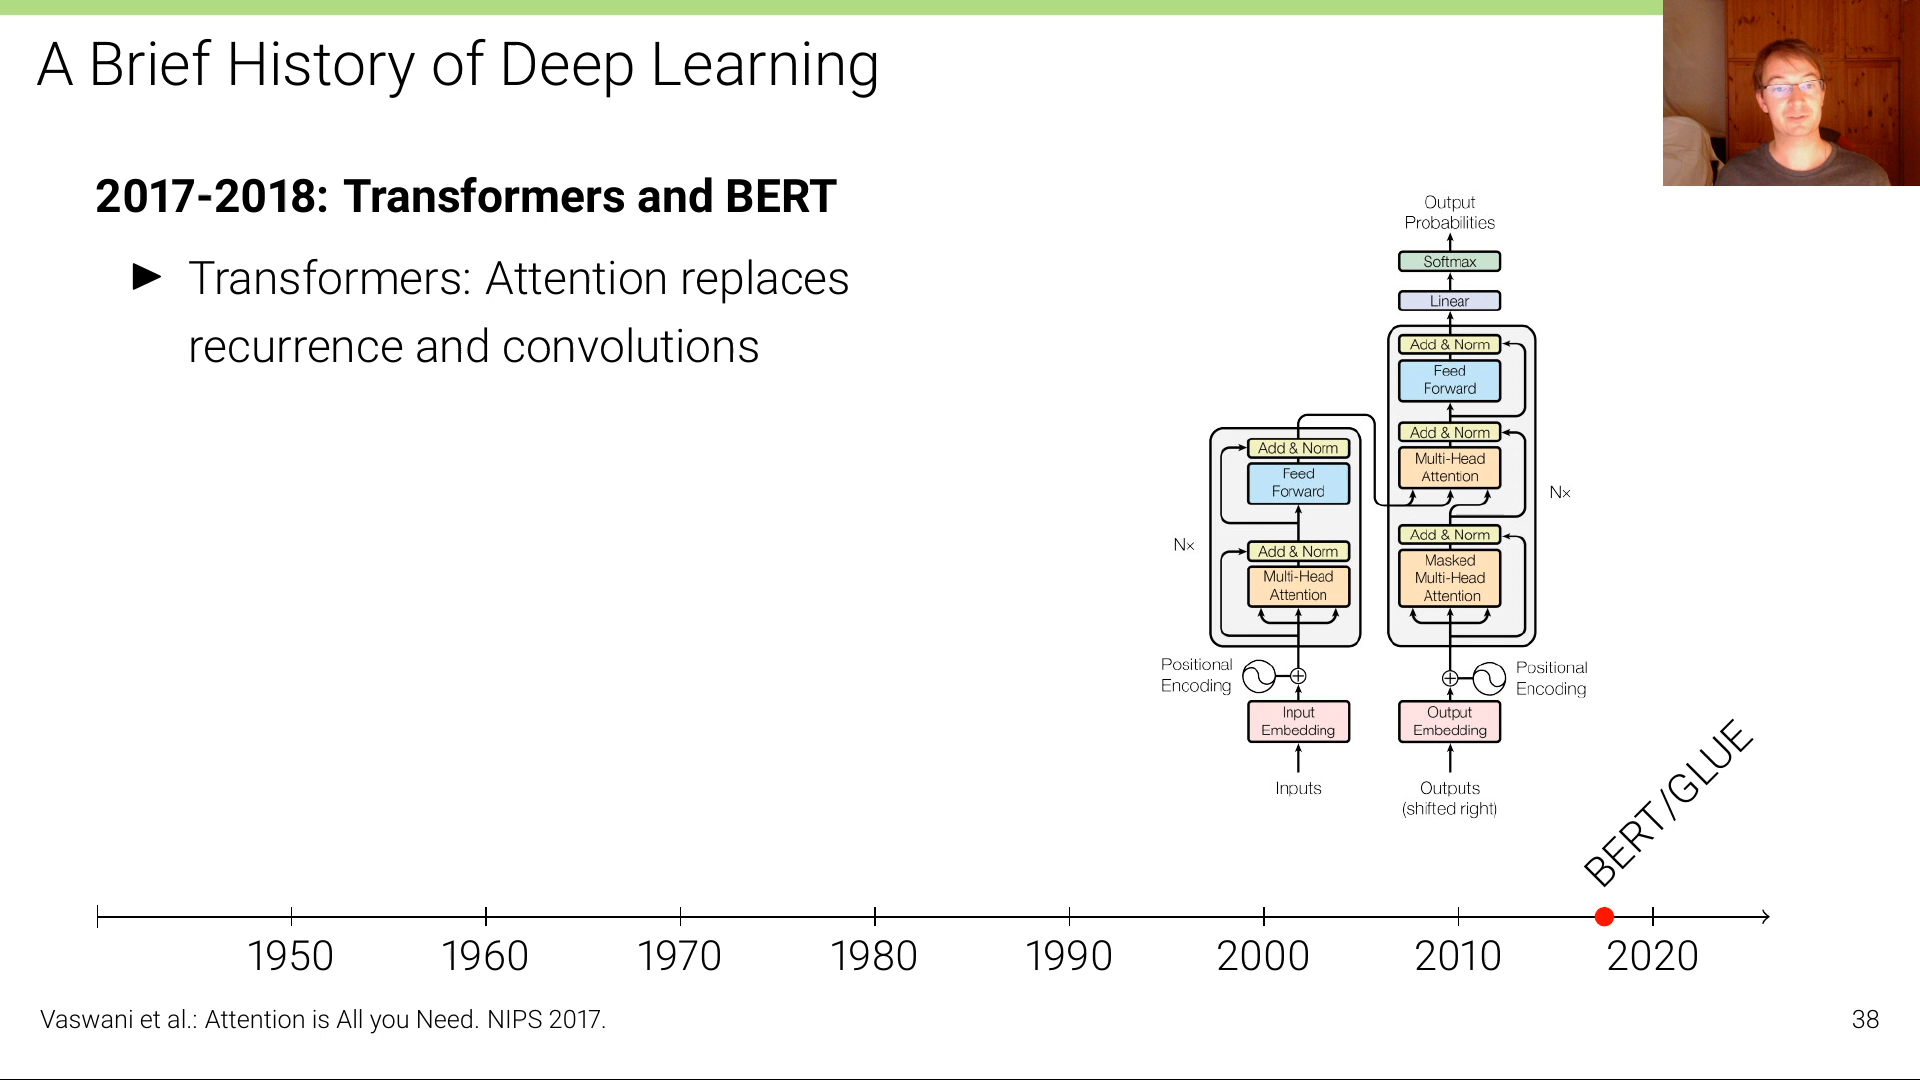 A Brief History of Deep Learning
2017-2018: Transformers and BERT
► Transformers: Attention replaces
recurrence and convolutions
Output
Probabilities
Softmax
Linear
Add & Norm
Feed
Forward
Add & Norm
Multi-Head
Attention
Nx
Add & Norm
Masked
Multi-Head
Attention
Add & Norm
Feed
Forward
Nx
Add & Norm
Multi-Head
Attention
Positional
Encoding
Positional
Encoding
Input
Embedding
Output
Embedding
Inputs
Outputs
(shifted right)
BERT/GLUE
1950 1960 1970 1980 1990 2000 2010 2020
Vaswani et al.: Attention is All you Need. NIPS 2017.
38